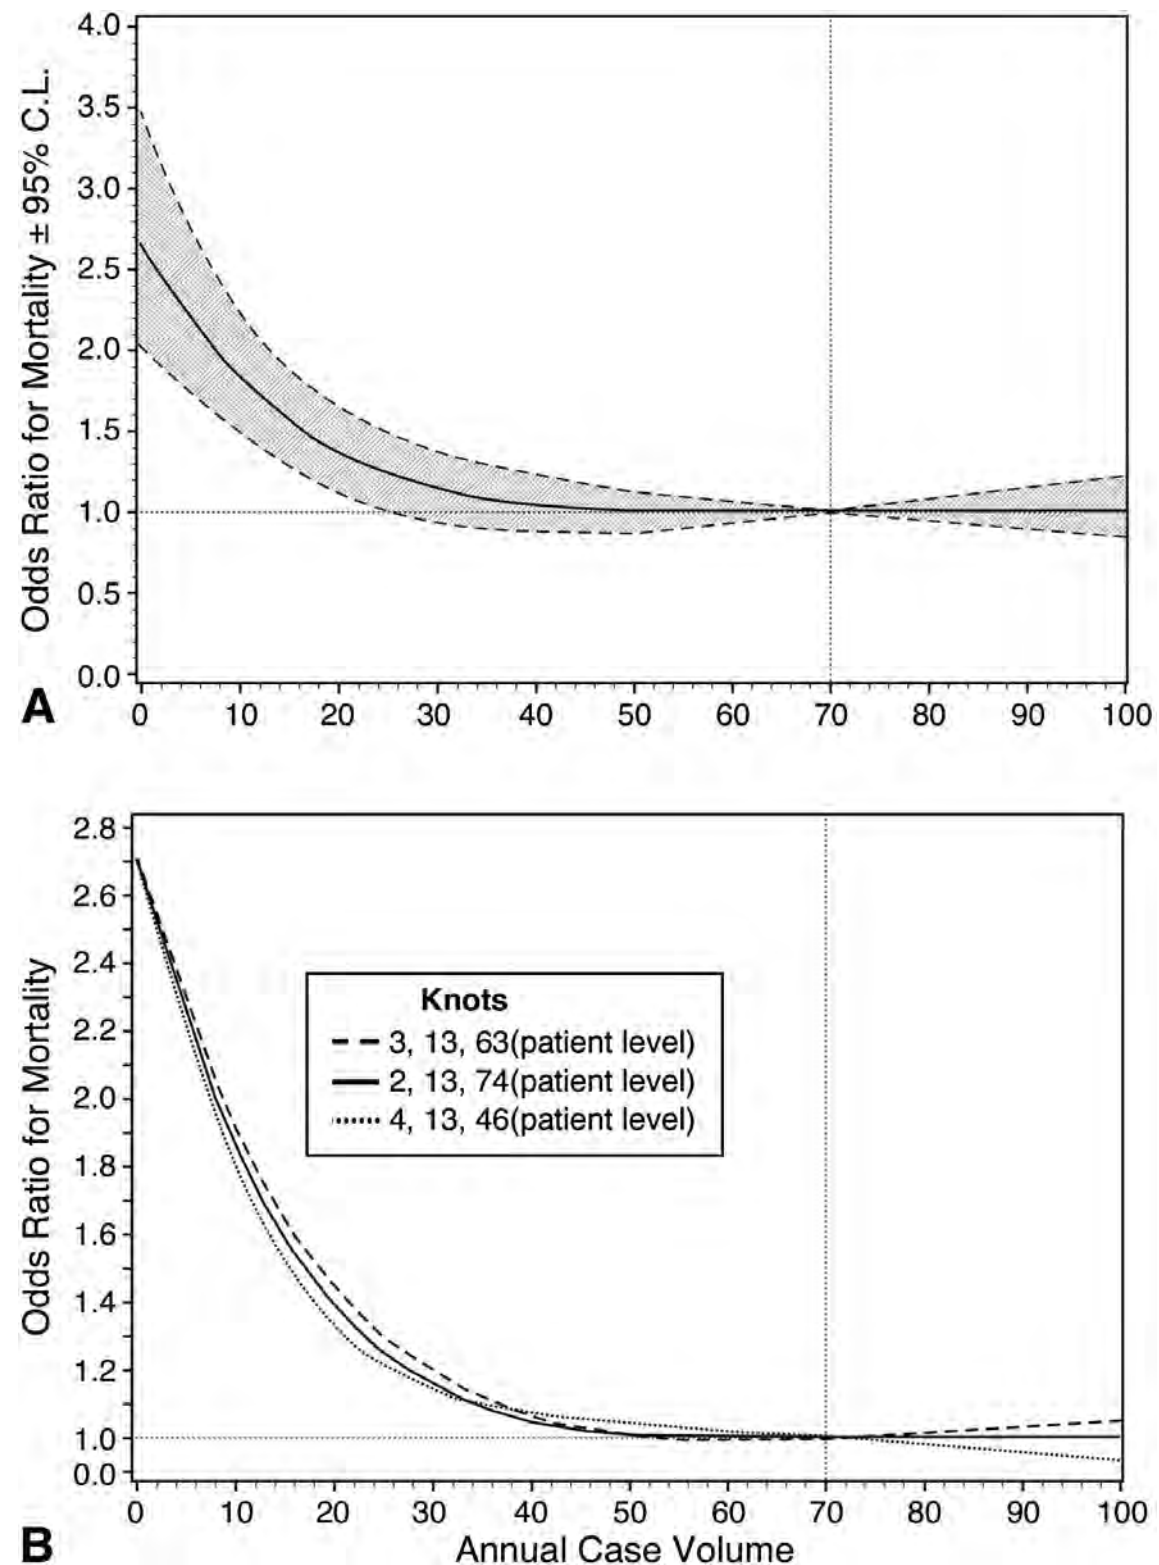 Odds Ratio for Mortality ± 95% C.L.
4.0
3.5
3.0
2.5
2.0
1.5
1.0
0.5
0.0
A
0 10 20 30 40 50 60 70 80 90 100
Odds Ratio for Mortality
2.8
2.6
2.4
2.2
2.0
1.8
1.6
1.4
1.2
1.0
0.0
Knots
3, 13, 63(patient level)
2, 13, 74(patient level)
4, 13, 46(patient level)
0 10 20 30 40 50 60 70 80 90 100
B
Annual Case Volume